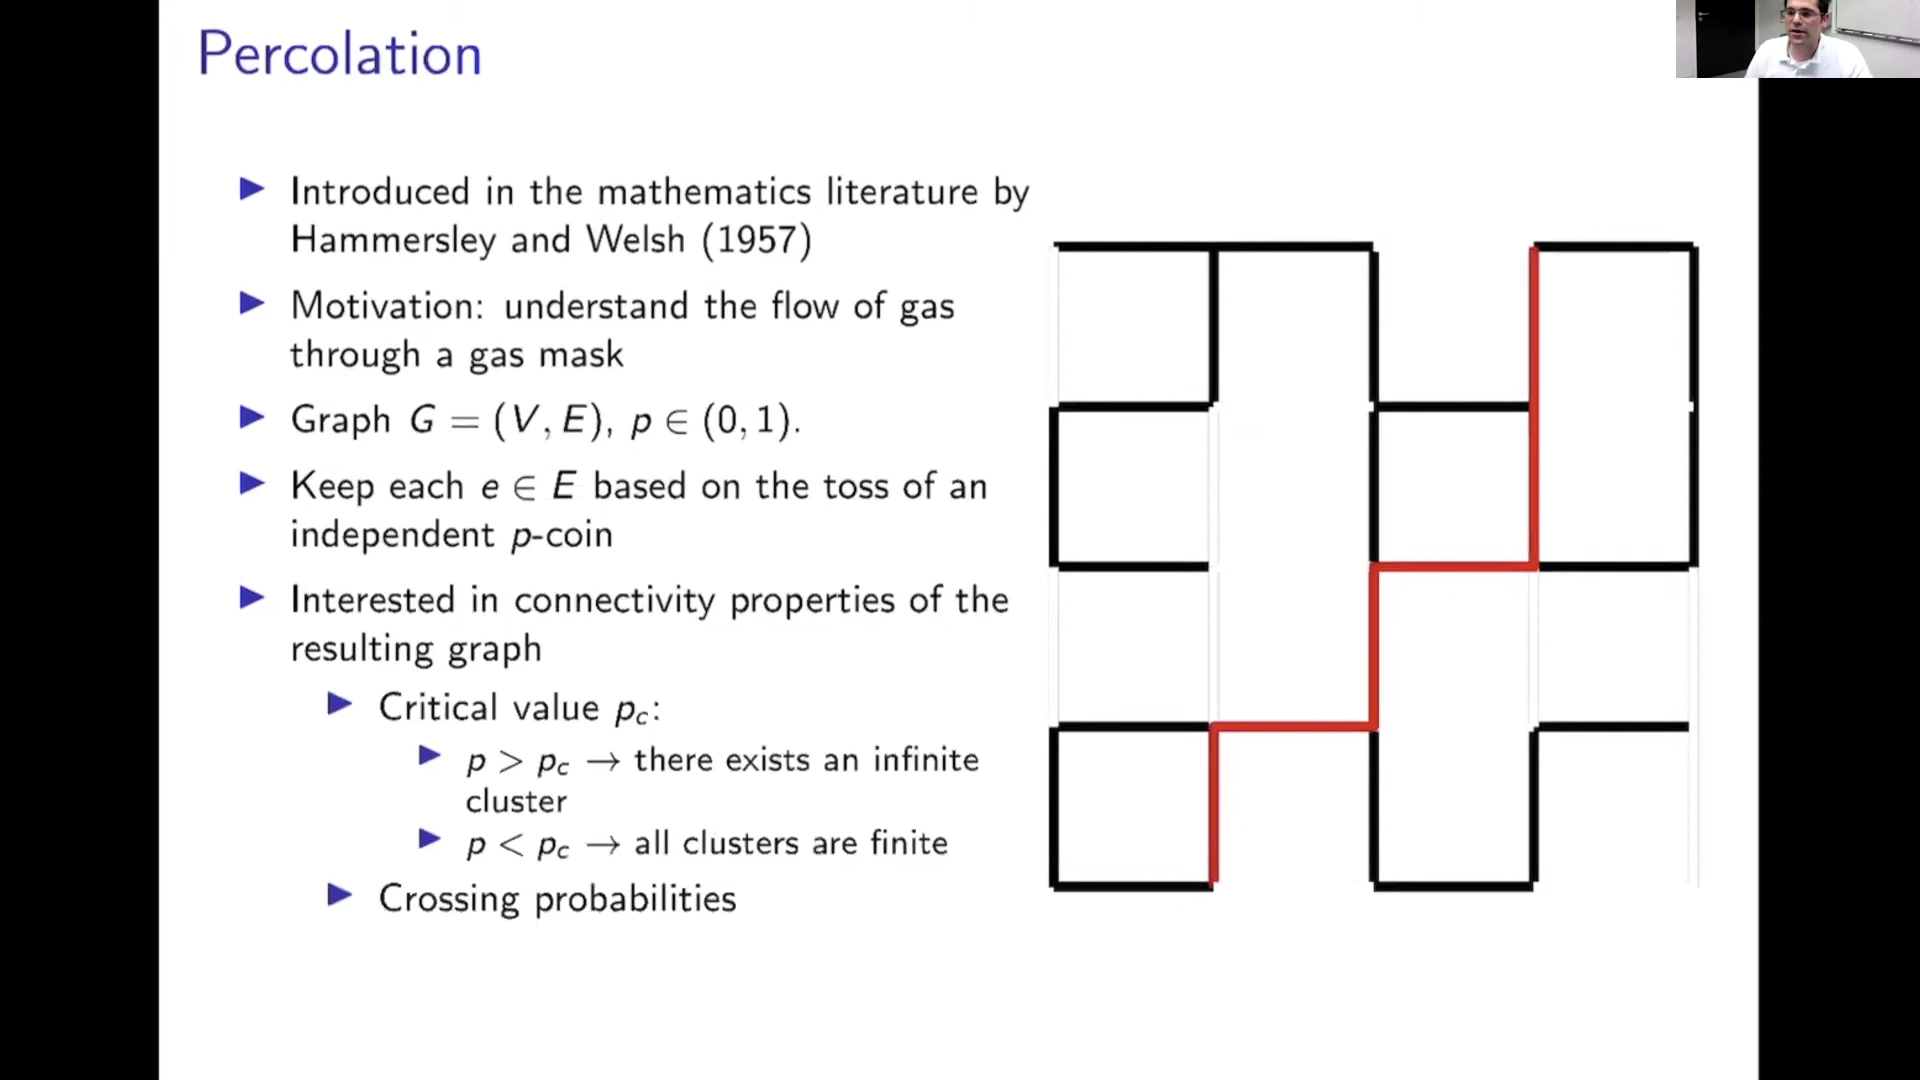 Percolation
▶ Introduced in the mathematics literature by
Hammersley and Welsh (1957)
▶ Motivation: understand the flow of gas
through a gas mask
▶ Graph G = (V, E), p ∈ (0, 1).
▶ Keep each e ∈ E based on the toss of an
independent p-coin
▶ Interested in connectivity properties of the
resulting graph
▶ Critical value p_c:
▶ p > p_c → there exists an infinite
cluster
▶ p < p_c → all clusters are finite
▶ Crossing probabilities